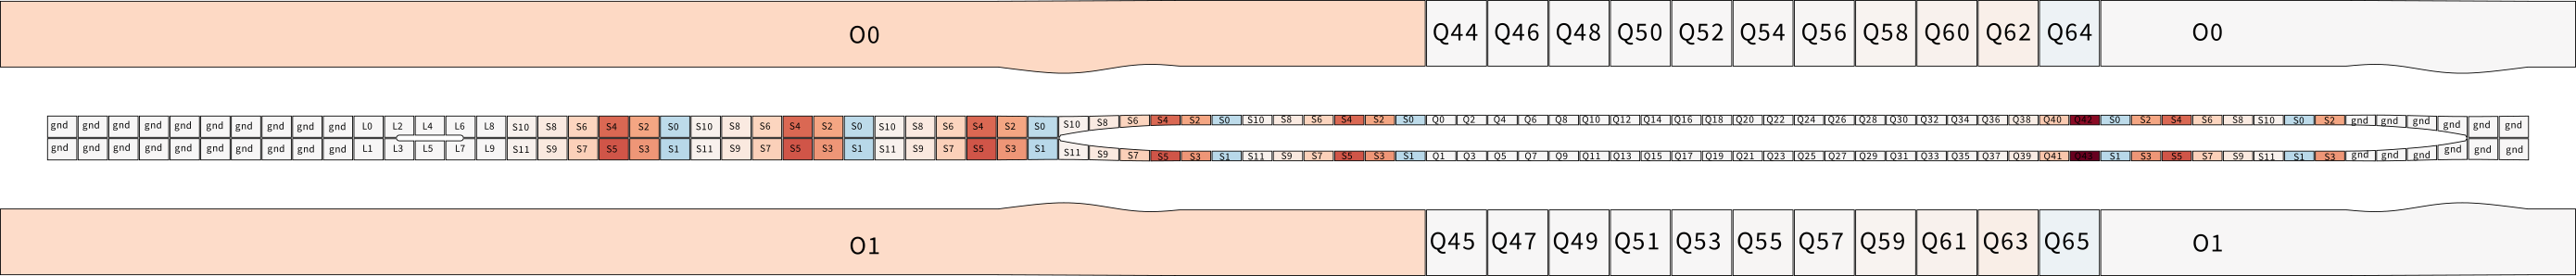 O0 Q44 Q46 Q48 Q50 Q52 Q54 Q56 Q58 Q60 Q62 Q64 O0
gnd gnd gnd gnd gnd gnd gnd gnd gnd gnd L0 L2 L4 L6 L8 S10 S8 S6 S4 S2 S0 S10 S8 S6 S4 S2 S0 S10 S8 S6 S4 S2 S0 S10 S8 S6 S4 S2 S0 S10 S8 S6 S4 S2 S0 Q0 Q2 Q4 Q6 Q8 Q10 Q12 Q14 Q16 Q18 Q20 Q22 Q24 Q26 Q28 Q30 Q32 Q34 Q36 Q38 Q40 Q42 S0 S2 S4 S6 S8 S10 S0 S2 gnd gnd gnd gnd gnd gnd
gnd gnd gnd gnd gnd gnd gnd gnd gnd gnd L1 L3 L5 L7 L9 S11 S9 S7 S5 S3 S1 S11 S9 S7 S5 S3 S1 S11 S9 S7 S5 S3 S1 S11 S9 S7 S5 S3 S1 S11 S9 S7 S5 S3 S1 Q1 Q3 Q5 Q7 Q9 Q11 Q13 Q15 Q17 Q19 Q21 Q23 Q25 Q27 Q29 Q31 Q33 Q35 Q37 Q39 Q41 Q43 S1 S3 S5 S7 S9 S11 S1 S3 gnd gnd gnd gnd gnd gnd
O1 Q45 Q47 Q49 Q51 Q53 Q55 Q57 Q59 Q61 Q63 Q65 O1